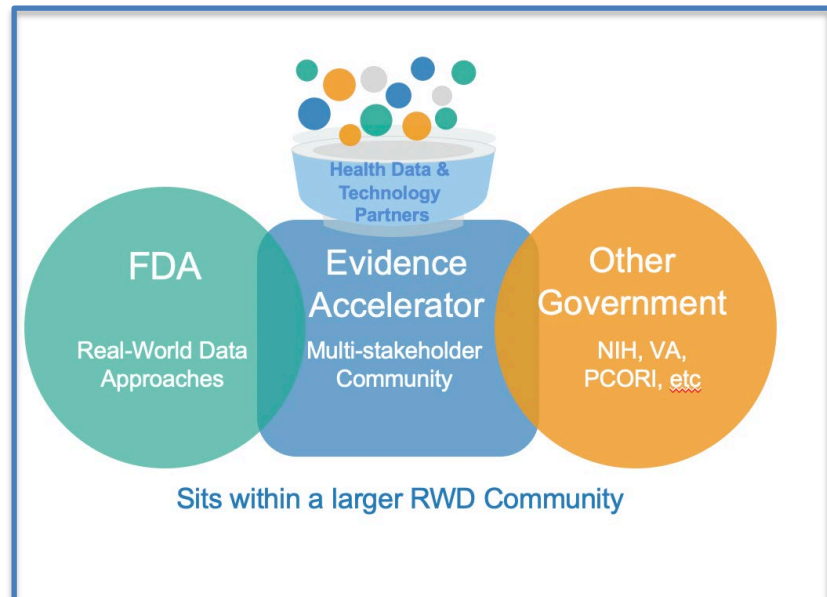 Health Data &
Technology
Partners
FDA
Real-World Data
Approaches
Evidence
Accelerator
Multi-stakeholder
Community
Other
Government
NIH, VA,
PCORI, etc
Sits within a larger RWD Community